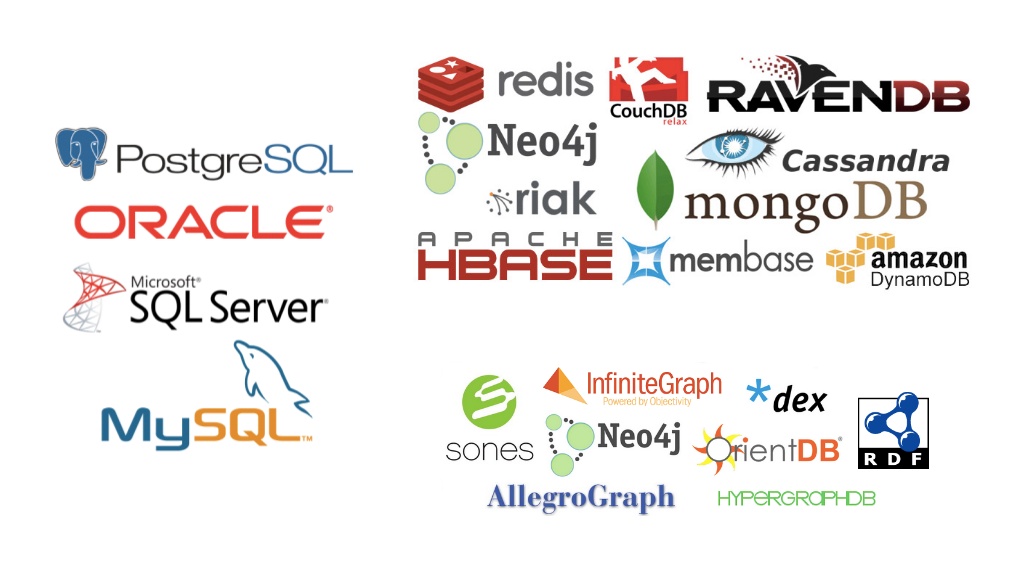 PostgreSQL
ORACLE®
Microsoft®
SQL Server®
MySQL™
redis
CouchDB
relax
RAVENDB
Neo4j
Cassandra
riak
mongoDB
APACHE
HBASE
membase
amazon
DynamoDB
sones
InfiniteGraph
Powered by Objectivity
*dex
Neo4j
OrientDB®
RDF
AllegroGraph
HYPERGRAPHDB